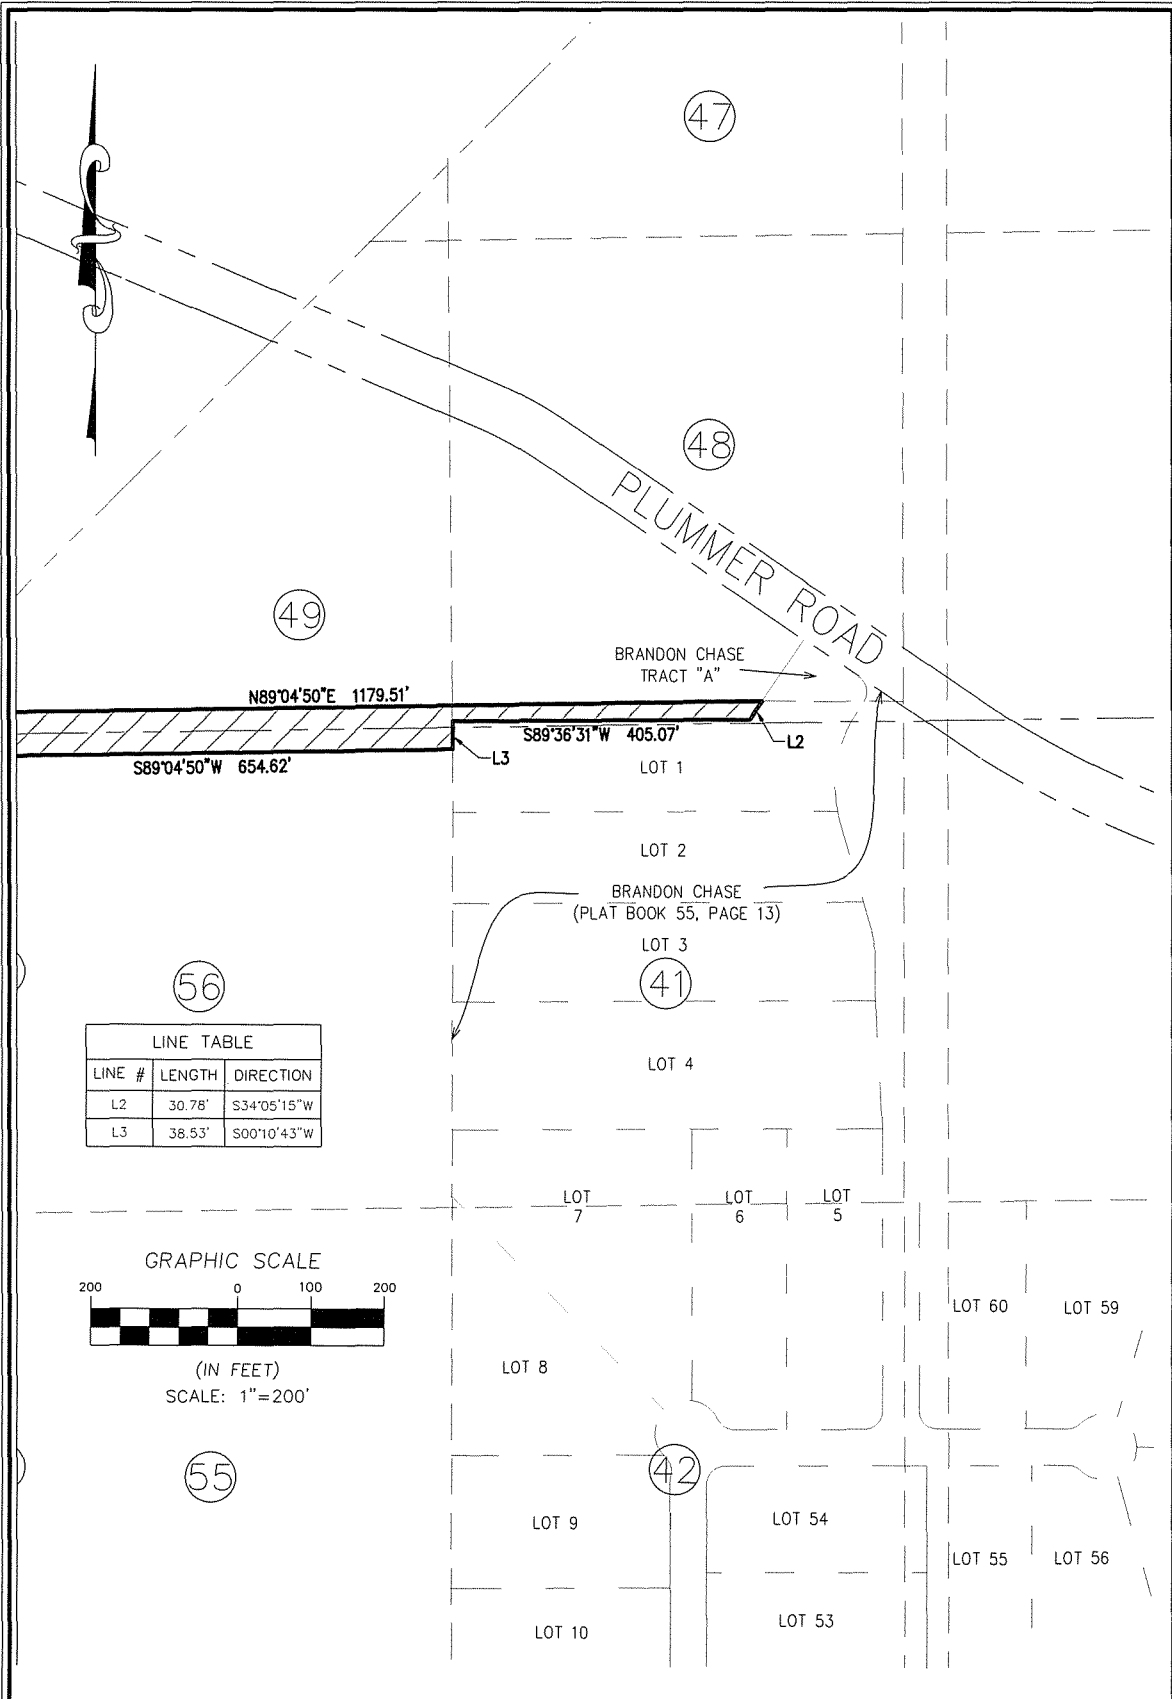 47
48
PLUMMER ROAD
49
BRANDON CHASE
TRACT "A"
N89°04'50"E 1179.51'
S89°36'31"W 405.07'
L2
L3
S89°04'50"W 654.62'
LOT 1
LOT 2
BRANDON CHASE
(PLAT BOOK 55, PAGE 13)
LOT 3
41
56
LINE TABLE
LINE # LENGTH DIRECTION
L2 30.78' S34°05'15"W
L3 38.53' S00°10'43"W
LOT 4
LOT
7
LOT
6
LOT
5
GRAPHIC SCALE
200 0 100 200
(IN FEET)
SCALE: 1"=200'
LOT 60
LOT 59
LOT 8
55
42
LOT 9
LOT 54
LOT 55
LOT 56
LOT 10
LOT 53